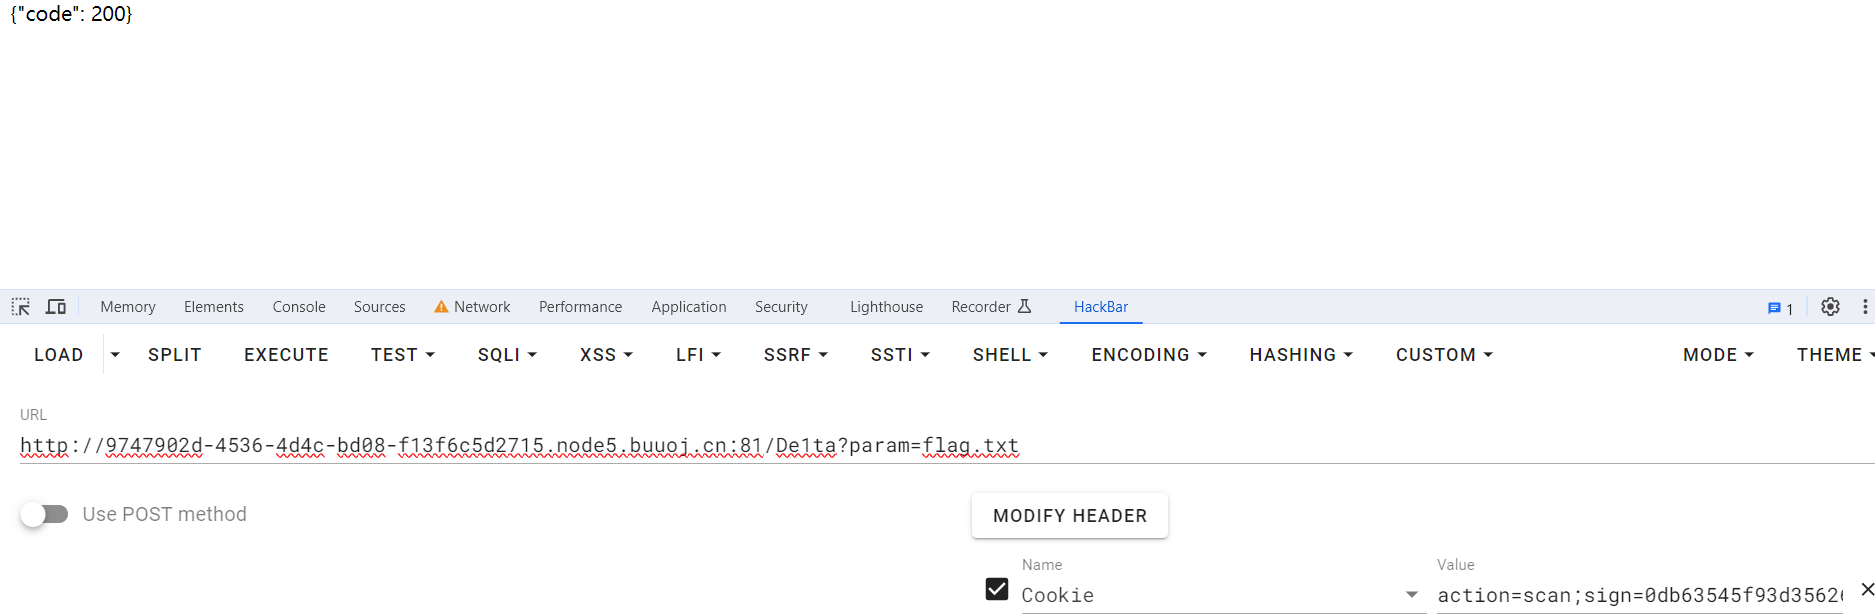 {"code": 200}
Memory Elements Console Sources Network Performance Application Security Lighthouse Recorder HackBar 1
LOAD SPLIT EXECUTE TEST SQLI XSS LFI SSRF SSTI SHELL ENCODING HASHING CUSTOM MODE THEME
URL
http://9747902d-4536-4d4c-bd08-f13f6c5d2715.node5.buuoj.cn:81/De1ta?param=flag.txt
Use POST method
MODIFY HEADER
Name Value
Cookie action=scan;sign=0db63545f93d3562